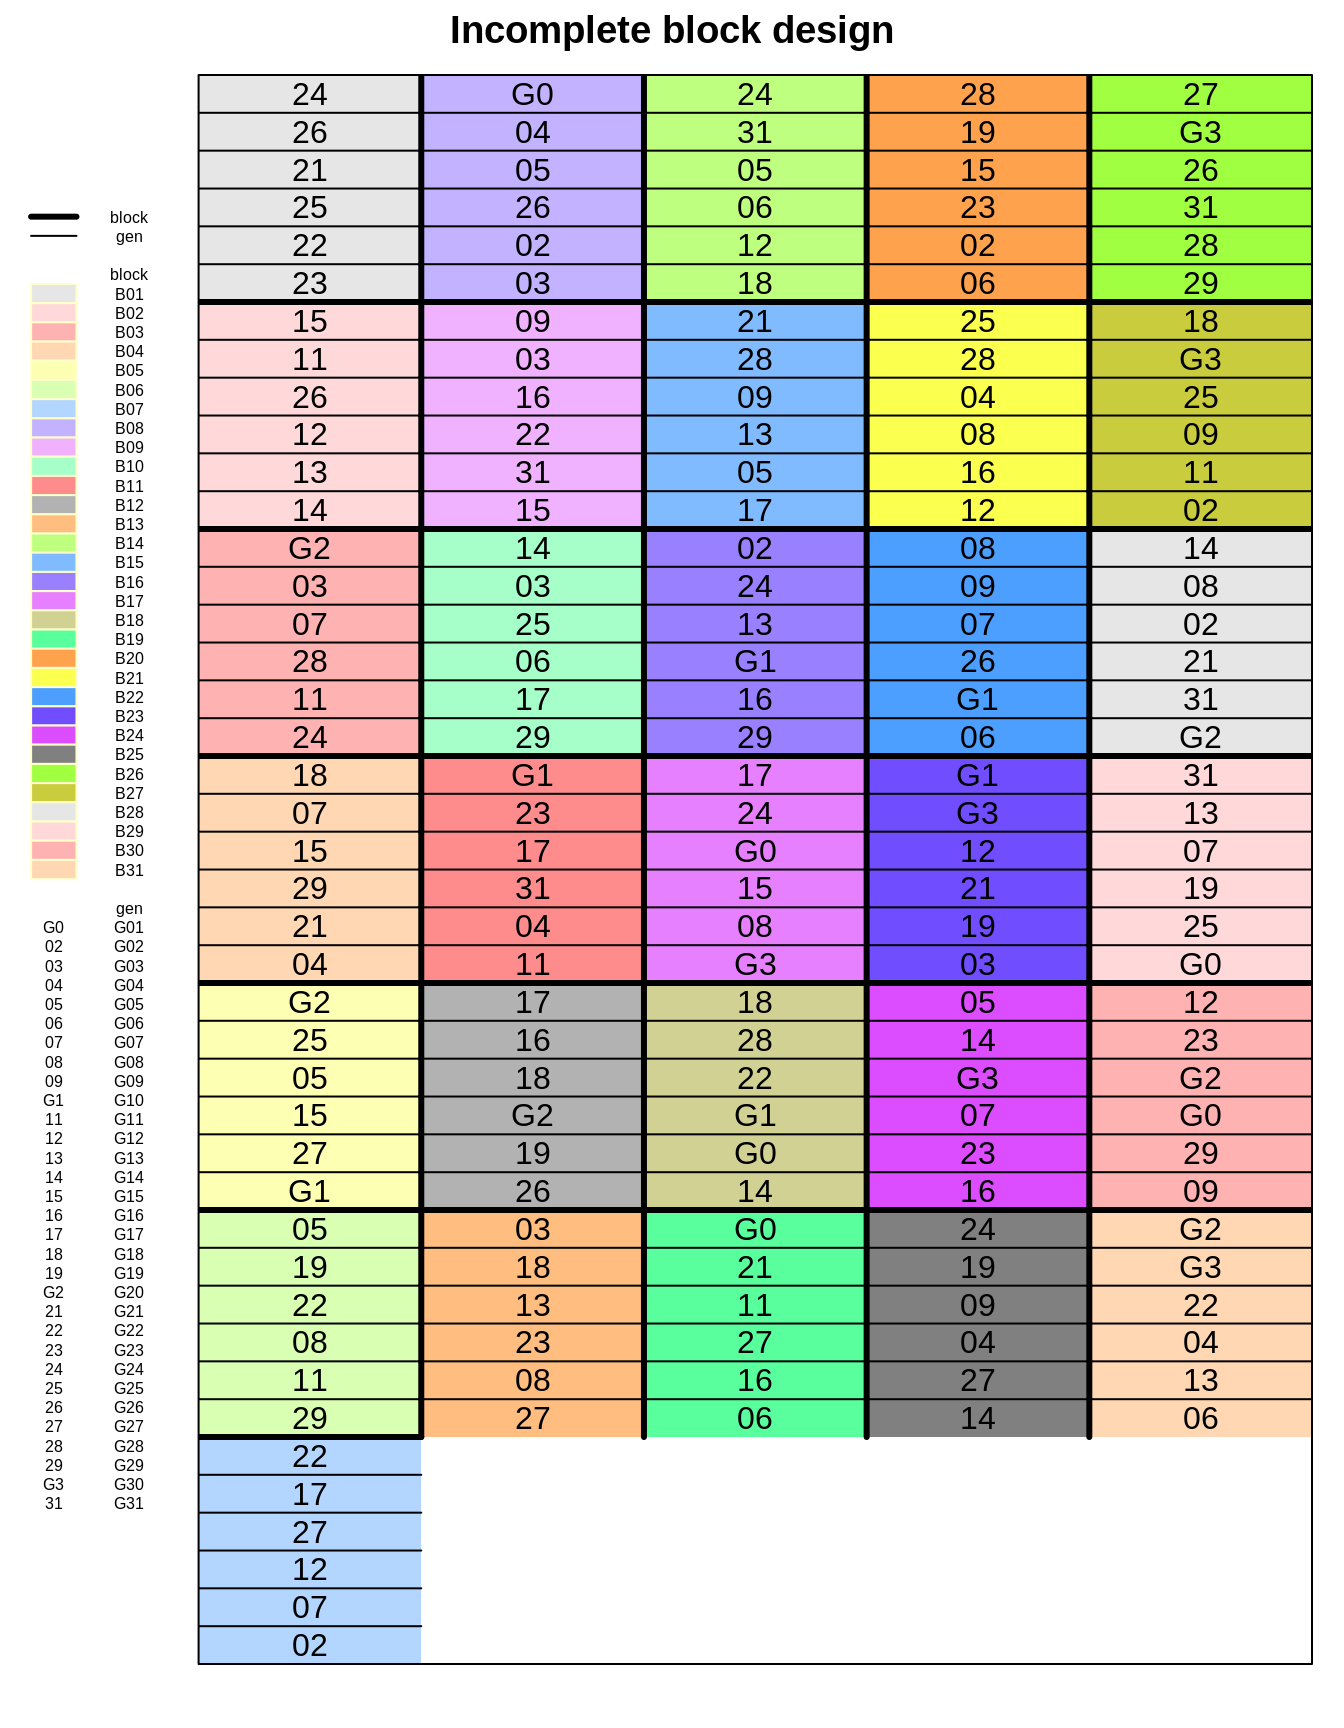 Incomplete block design
24 G0 24 28 27
26 04 31 19 G3
21 05 05 15 26
25 26 06 23 31
22 02 12 02 28
23 03 18 06 29
15 09 21 25 18
11 03 28 28 G3
26 16 09 04 25
12 22 13 08 09
13 31 05 16 11
14 15 17 12 02
G2 14 02 08 14
03 03 24 09 08
07 25 13 07 02
28 06 G1 26 21
11 17 16 G1 31
24 29 29 06 G2
18 G1 17 G1 31
07 23 24 G3 13
15 17 G0 12 07
29 31 15 21 19
21 04 08 19 25
04 11 G3 03 G0
G2 17 18 05 12
25 16 28 14 23
05 18 22 G3 G2
15 G2 G1 07 G0
27 19 G0 23 29
G1 26 14 16 09
05 03 G0 24 G2
19 18 21 19 G3
22 13 11 09 22
08 23 27 04 04
11 08 16 27 13
29 27 06 14 06
22
17
27
12
07
02
block
gen
block
B01
B02
B03
B04
B05
B06
B07
B08
B09
B10
B11
B12
B13
B14
B15
B16
B17
B18
B19
B20
B21
B22
B23
B24
B25
B26
B27
B28
B29
B30
B31
gen
G0 G01
02 G02
03 G03
04 G04
05 G05
06 G06
07 G07
08 G08
09 G09
G1 G10
11 G11
12 G12
13 G13
14 G14
15 G15
16 G16
17 G17
18 G18
19 G19
G2 G20
21 G21
22 G22
23 G23
24 G24
25 G25
26 G26
27 G27
28 G28
29 G29
G3 G30
31 G31